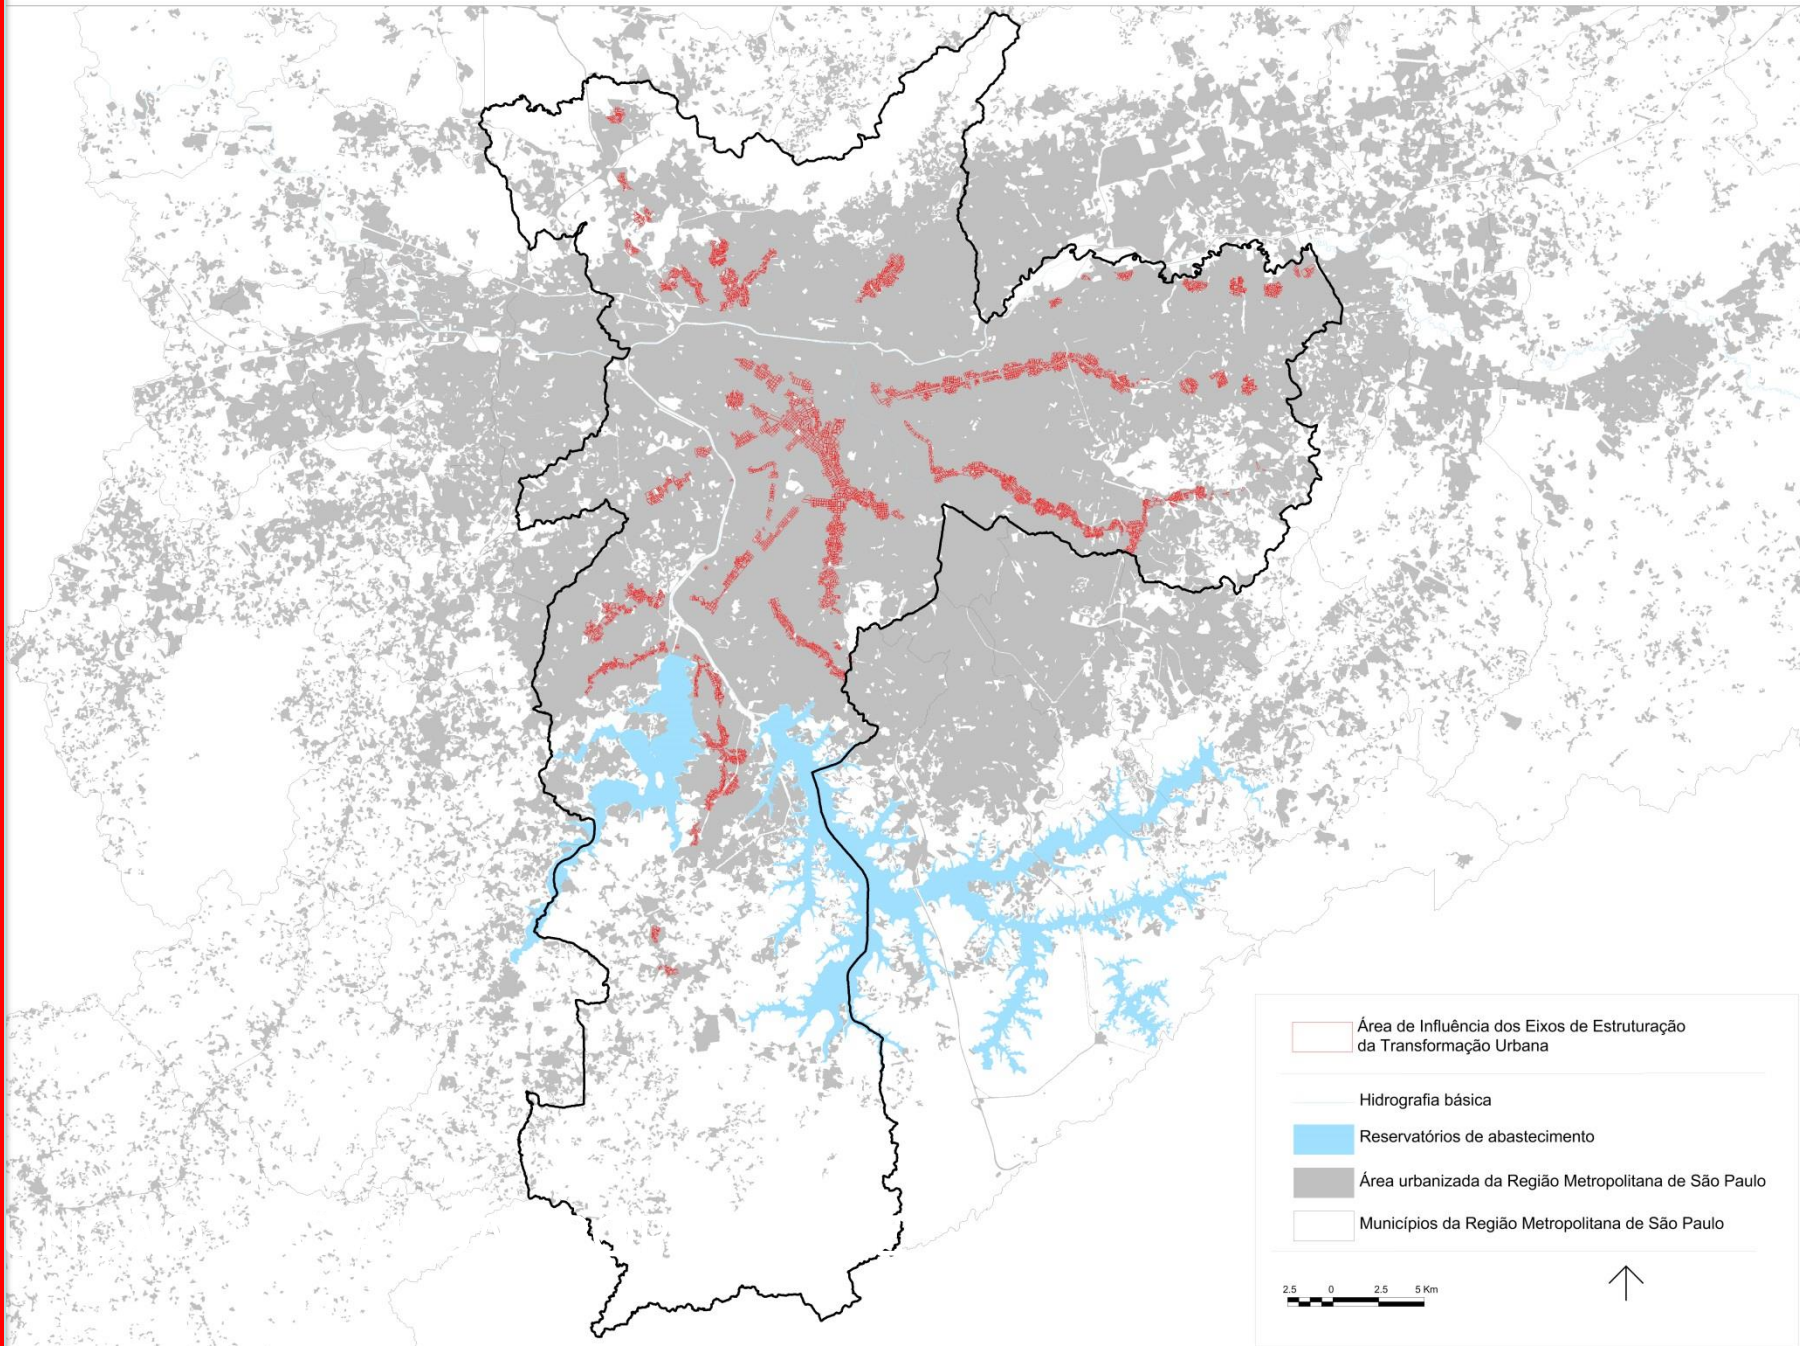 Área de Influência dos Eixos de Estruturação
da Transformação Urbana
Hidrografia básica
Reservatórios de abastecimento
Área urbanizada da Região Metropolitana de São Paulo
Municípios da Região Metropolitana de São Paulo
2.5 0 2.5 5 Km